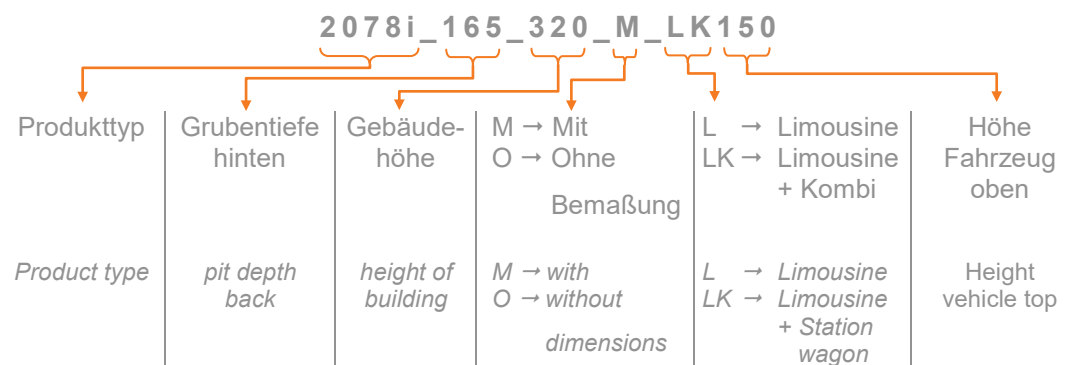 2078i_165_320_M_LK150
Produkttyp
Grubentiefe
hinten
Gebäude-
höhe
M → Mit
O → Ohne
Bemaßung
L → Limousine
LK → Limousine
+ Kombi
Höhe
Fahrzeug
oben
Product type
pit depth
back
height of
building
M → with
O → without
dimensions
L → Limousine
LK → Limousine
+ Station
wagon
Height
vehicle top